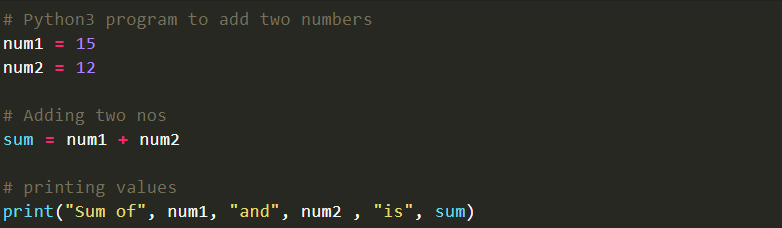 # Python3 program to add two numbers
num1 = 15
num2 = 12
# Adding two nos
sum = num1 + num2
# printing values
print("Sum of", num1, "and", num2 , "is", sum)